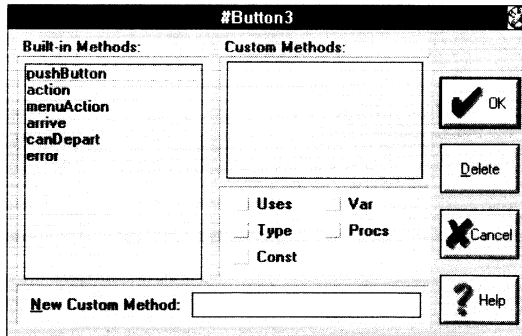 #Button3
Built-in Methods:
pushButton
action
menuAction
arrive
canDepart
error
Custom Methods:
Uses
Var
Type
Procs
Const
New Custom Method:
OK
Delete
Cancel
Help